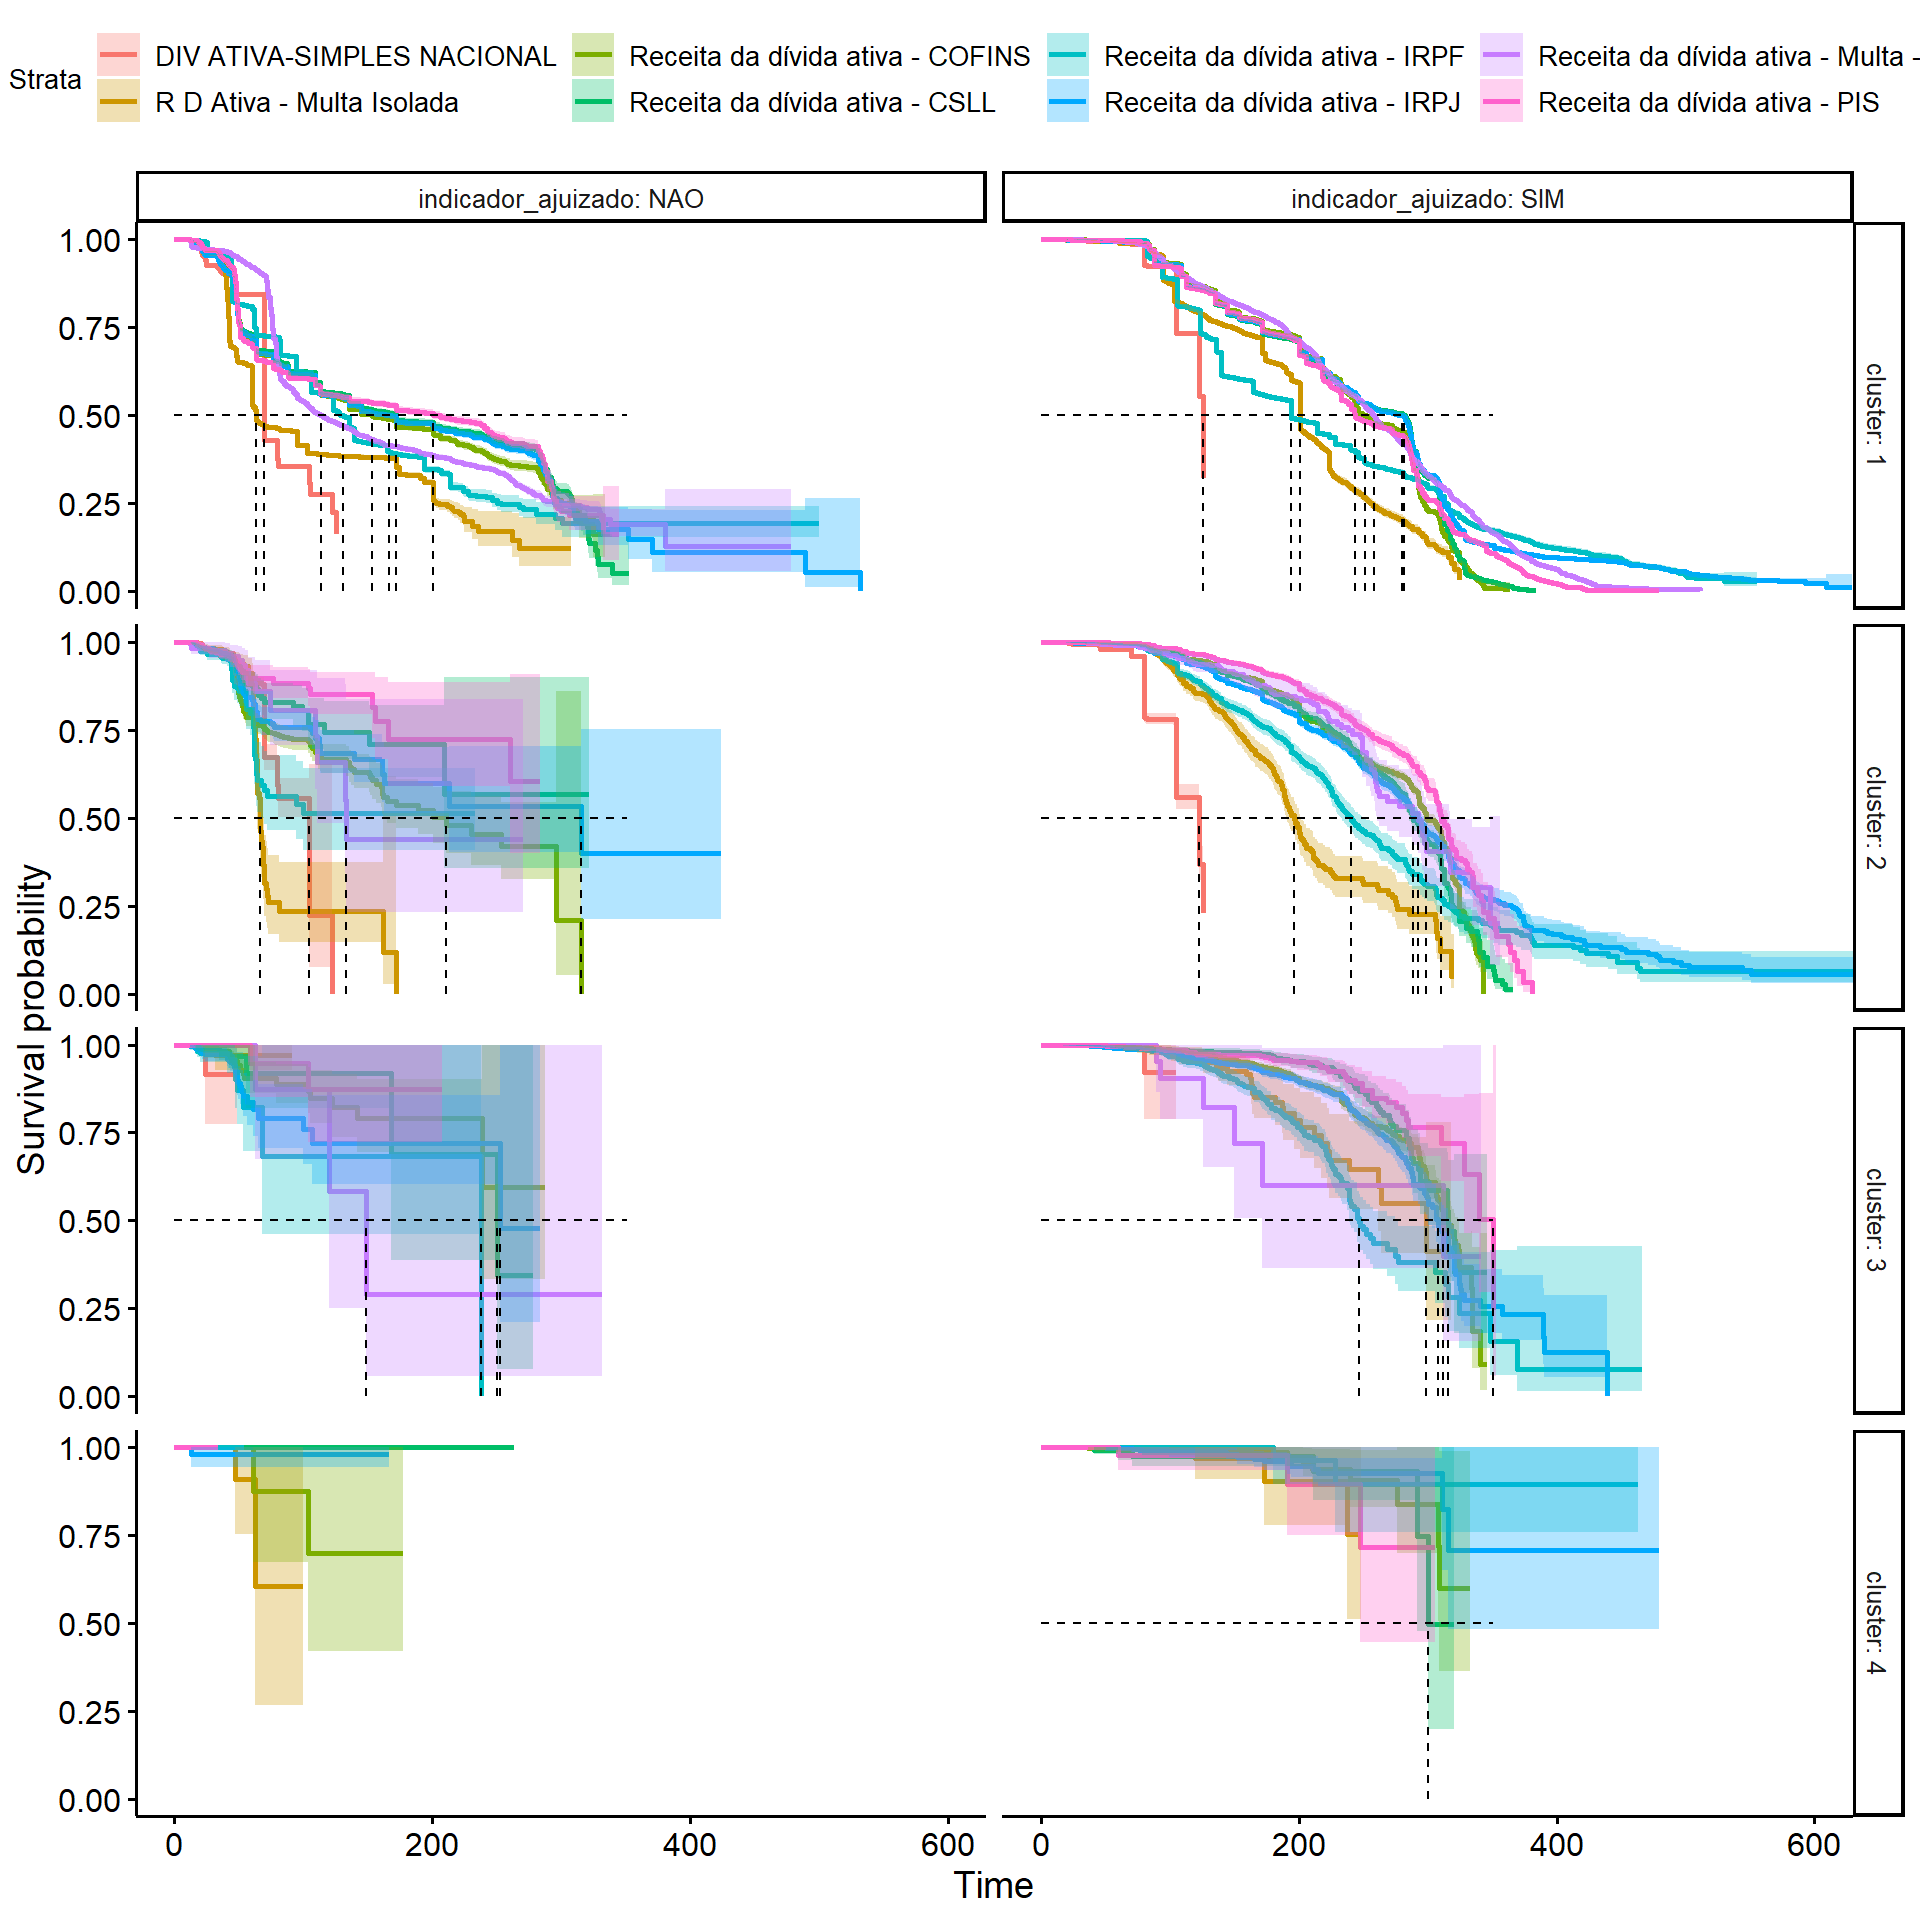 Strata
DIV ATIVA-SIMPLES NACIONAL
Receita da dívida ativa - COFINS
Receita da dívida ativa - IRPF
Receita da dívida ativa - Multa -
R D Ativa - Multa Isolada
Receita da dívida ativa - CSLL
Receita da dívida ativa - IRPJ
Receita da dívida ativa - PIS
indicador_ajuizado: NAO
indicador_ajuizado: SIM
1.00
0.75
0.50
0.25
0.00
cluster: 1
1.00
0.75
0.50
0.25
0.00
cluster: 2
1.00
0.75
0.50
0.25
0.00
cluster: 3
1.00
0.75
0.50
0.25
0.00
cluster: 4
Survival probability
0
200
400
600
0
200
400
600
Time